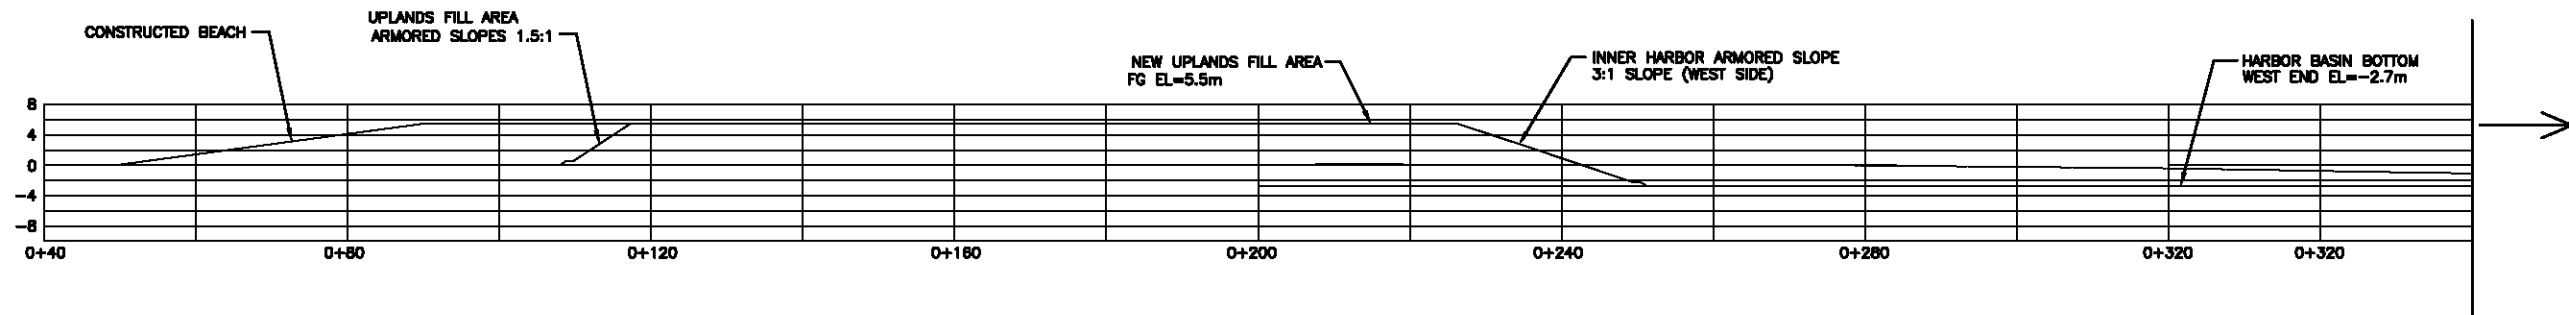 UPLANDS FILL AREA
ARMORED SLOPES 1.5:1
CONSTRUCTED BEACH
NEW UPLANDS FILL AREA
FG EL=5.5m
INNER HARBOR ARMORED SLOPE
3:1 SLOPE (WEST SIDE)
HARBOR BASIN BOTTOM
WEST END EL=-2.7m
8
4
0
-4
-8
0+40 0+80 0+120 0+160 0+200 0+240 0+280 0+320 0+320